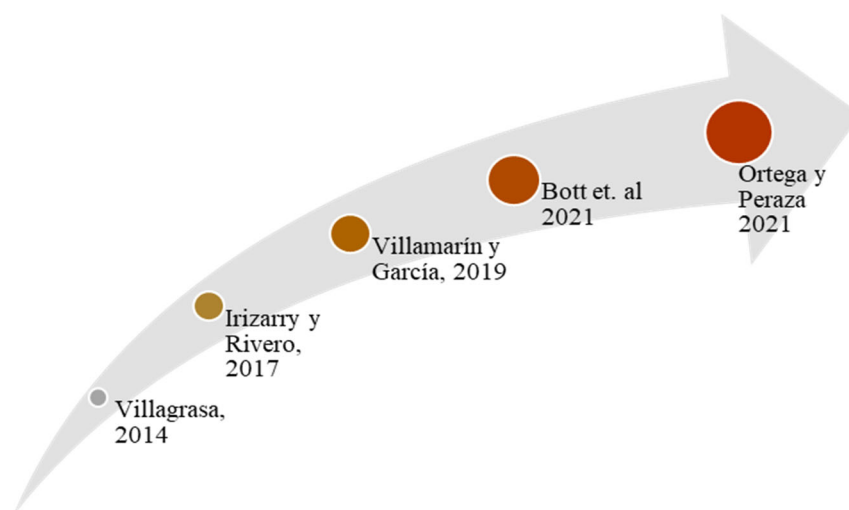 Villagrasa,
2014
Irizarry y
Rivero,
2017
Villamarín y
García, 2019
Bott et. al
2021
Ortega y
Peraza
2021